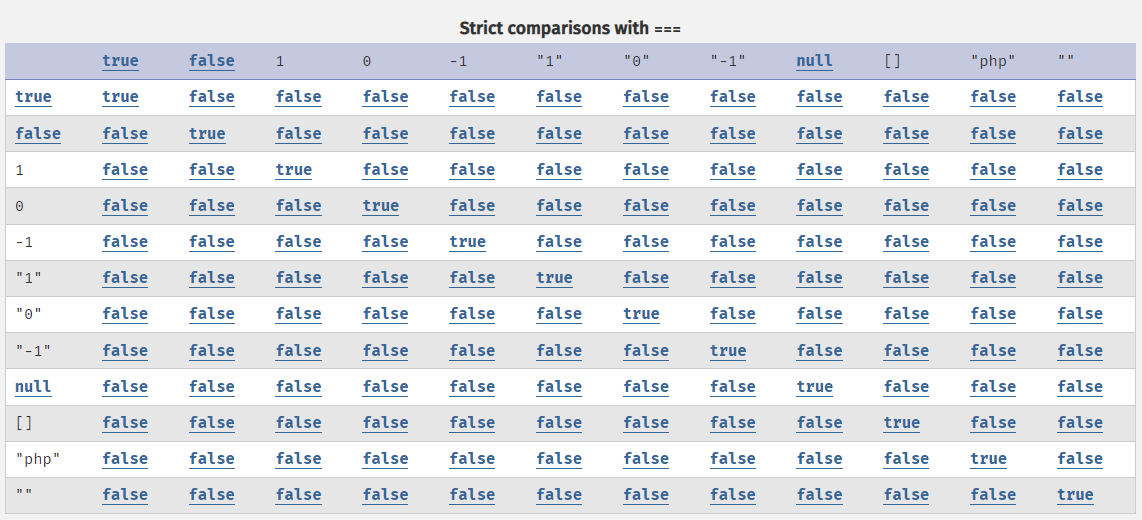 Strict comparisons with ===
true false 1 0 -1 "1" "0" "-1" null [] "php" ""
true true false false false false false false false false false false false
false false true false false false false false false false false false false
1 false false true false false false false false false false false false
0 false false false true false false false false false false false false
-1 false false false false true false false false false false false false
"1" false false false false false true false false false false false false
"0" false false false false false false true false false false false false
"-1" false false false false false false false true false false false false
null false false false false false false false false true false false false
[] false false false false false false false false false true false false
"php" false false false false false false false false false false true false
"" false false false false false false false false false false false true